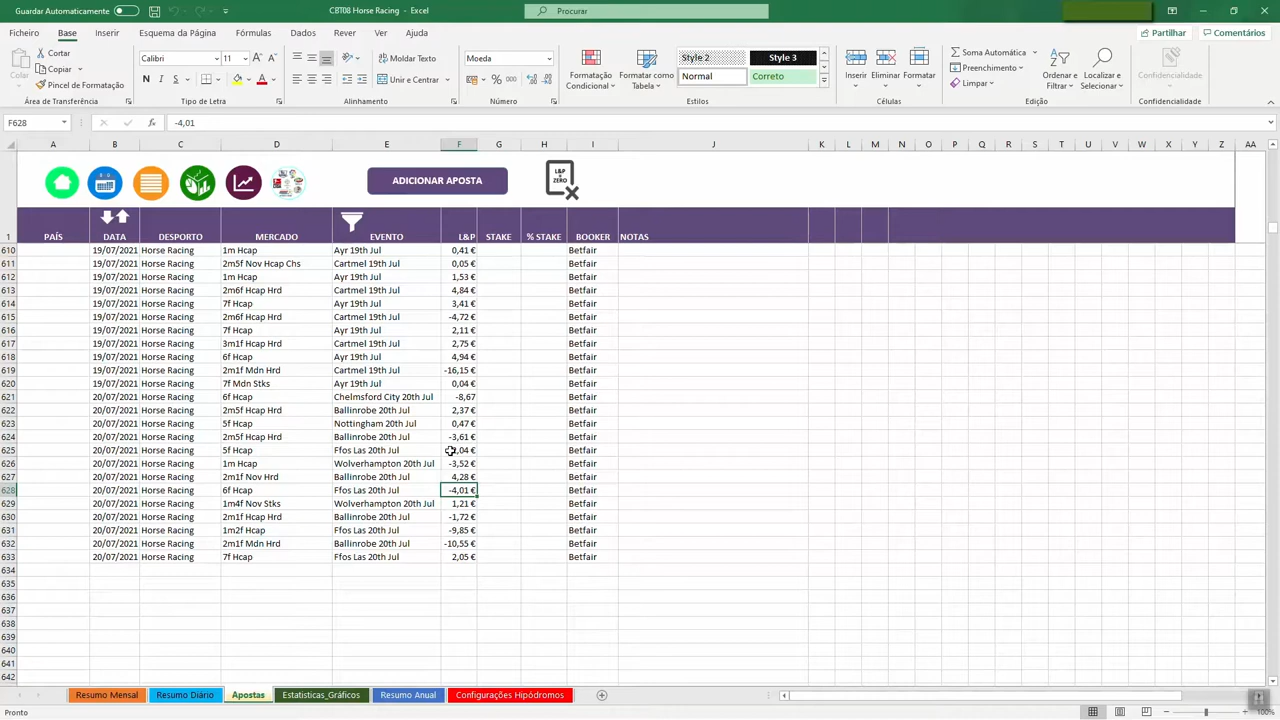 Guardar Automaticamente
CBT08 Horse Racing - Excel
Procurar
Ficheiro Base Inserir Esquema da Página Fórmulas Dados Rever Ver Ajuda Partilhar Comentários
Colar Cortar Copiar Pincel de Formatação
Calibri 11 N I S
Moldar Texto Unir e Centrar
Moeda % 000
Formatação Condicional Formatar como Tabela
Style 2 Style 3 Normal Correto
Inserir Eliminar Formatar
Soma Automática Preenchimento Limpar
Ordenar e Filtrar Localizar e Selecionar
Confidencialidade
Área de Transferência Tipo de Letra Alinhamento Número Estilos Células Edição Confidencialidade
F628 fx -4,01
A B C D E F G H I J K L M N O P Q R S T U V W X Y Z AA
ADICIONAR APOSTA
L&P
ZERO
1 PAÍS DATA DESPORTO MERCADO EVENTO L&P STAKE % STAKE BOOKER NOTAS
610 19/07/2021 Horse Racing 1m Hcap Ayr 19th Jul 0,41 € Betfair
611 19/07/2021 Horse Racing 2m5f Nov Hcap Chs Cartmel 19th Jul 0,05 € Betfair
612 19/07/2021 Horse Racing 1m Hcap Ayr 19th Jul 1,53 € Betfair
613 19/07/2021 Horse Racing 2m6f Hcap Hrd Cartmel 19th Jul 4,84 € Betfair
614 19/07/2021 Horse Racing 7f Hcap Ayr 19th Jul 3,41 € Betfair
615 19/07/2021 Horse Racing 2m6f Hcap Hrd Cartmel 19th Jul -4,72 € Betfair
616 19/07/2021 Horse Racing 7f Hcap Ayr 19th Jul 2,11 € Betfair
617 19/07/2021 Horse Racing 3m1f Hcap Hrd Cartmel 19th Jul 2,75 € Betfair
618 19/07/2021 Horse Racing 6f Hcap Ayr 19th Jul 4,94 € Betfair
619 19/07/2021 Horse Racing 2m1f Mdn Hrd Cartmel 19th Jul -16,15 € Betfair
620 19/07/2021 Horse Racing 7f Mdn Stks Ayr 19th Jul 0,04 € Betfair
621 20/07/2021 Horse Racing 6f Hcap Chelmsford City 20th Jul -8,67 Betfair
622 20/07/2021 Horse Racing 2m5f Hcap Hrd Ballinrobe 20th Jul 2,37 € Betfair
623 20/07/2021 Horse Racing 5f Hcap Nottingham 20th Jul 0,47 € Betfair
624 20/07/2021 Horse Racing 2m5f Hcap Hrd Ballinrobe 20th Jul -3,61 € Betfair
625 20/07/2021 Horse Racing 5f Hcap Ffos Las 20th Jul ,04 € Betfair
626 20/07/2021 Horse Racing 1m Hcap Wolverhampton 20th Jul -3,52 € Betfair
627 20/07/2021 Horse Racing 2m1f Nov Hrd Ballinrobe 20th Jul 4,28 € Betfair
628 20/07/2021 Horse Racing 6f Hcap Ffos Las 20th Jul -4,01 € Betfair
629 20/07/2021 Horse Racing 1m4f Nov Stks Wolverhampton 20th Jul 1,21 € Betfair
630 20/07/2021 Horse Racing 2m1f Hcap Hrd Ballinrobe 20th Jul -1,72 € Betfair
631 20/07/2021 Horse Racing 1m2f Hcap Ffos Las 20th Jul -9,85 € Betfair
632 20/07/2021 Horse Racing 2m1f Mdn Hrd Ballinrobe 20th Jul -10,55 € Betfair
633 20/07/2021 Horse Racing 7f Hcap Ffos Las 20th Jul 2,05 € Betfair
634
635
636
637
638
639
640
641
642
Resumo Mensal Resumo Diário Apostas Estatisticas_Gráficos Resumo Anual Configurações Hipódromos
Pronto
100%